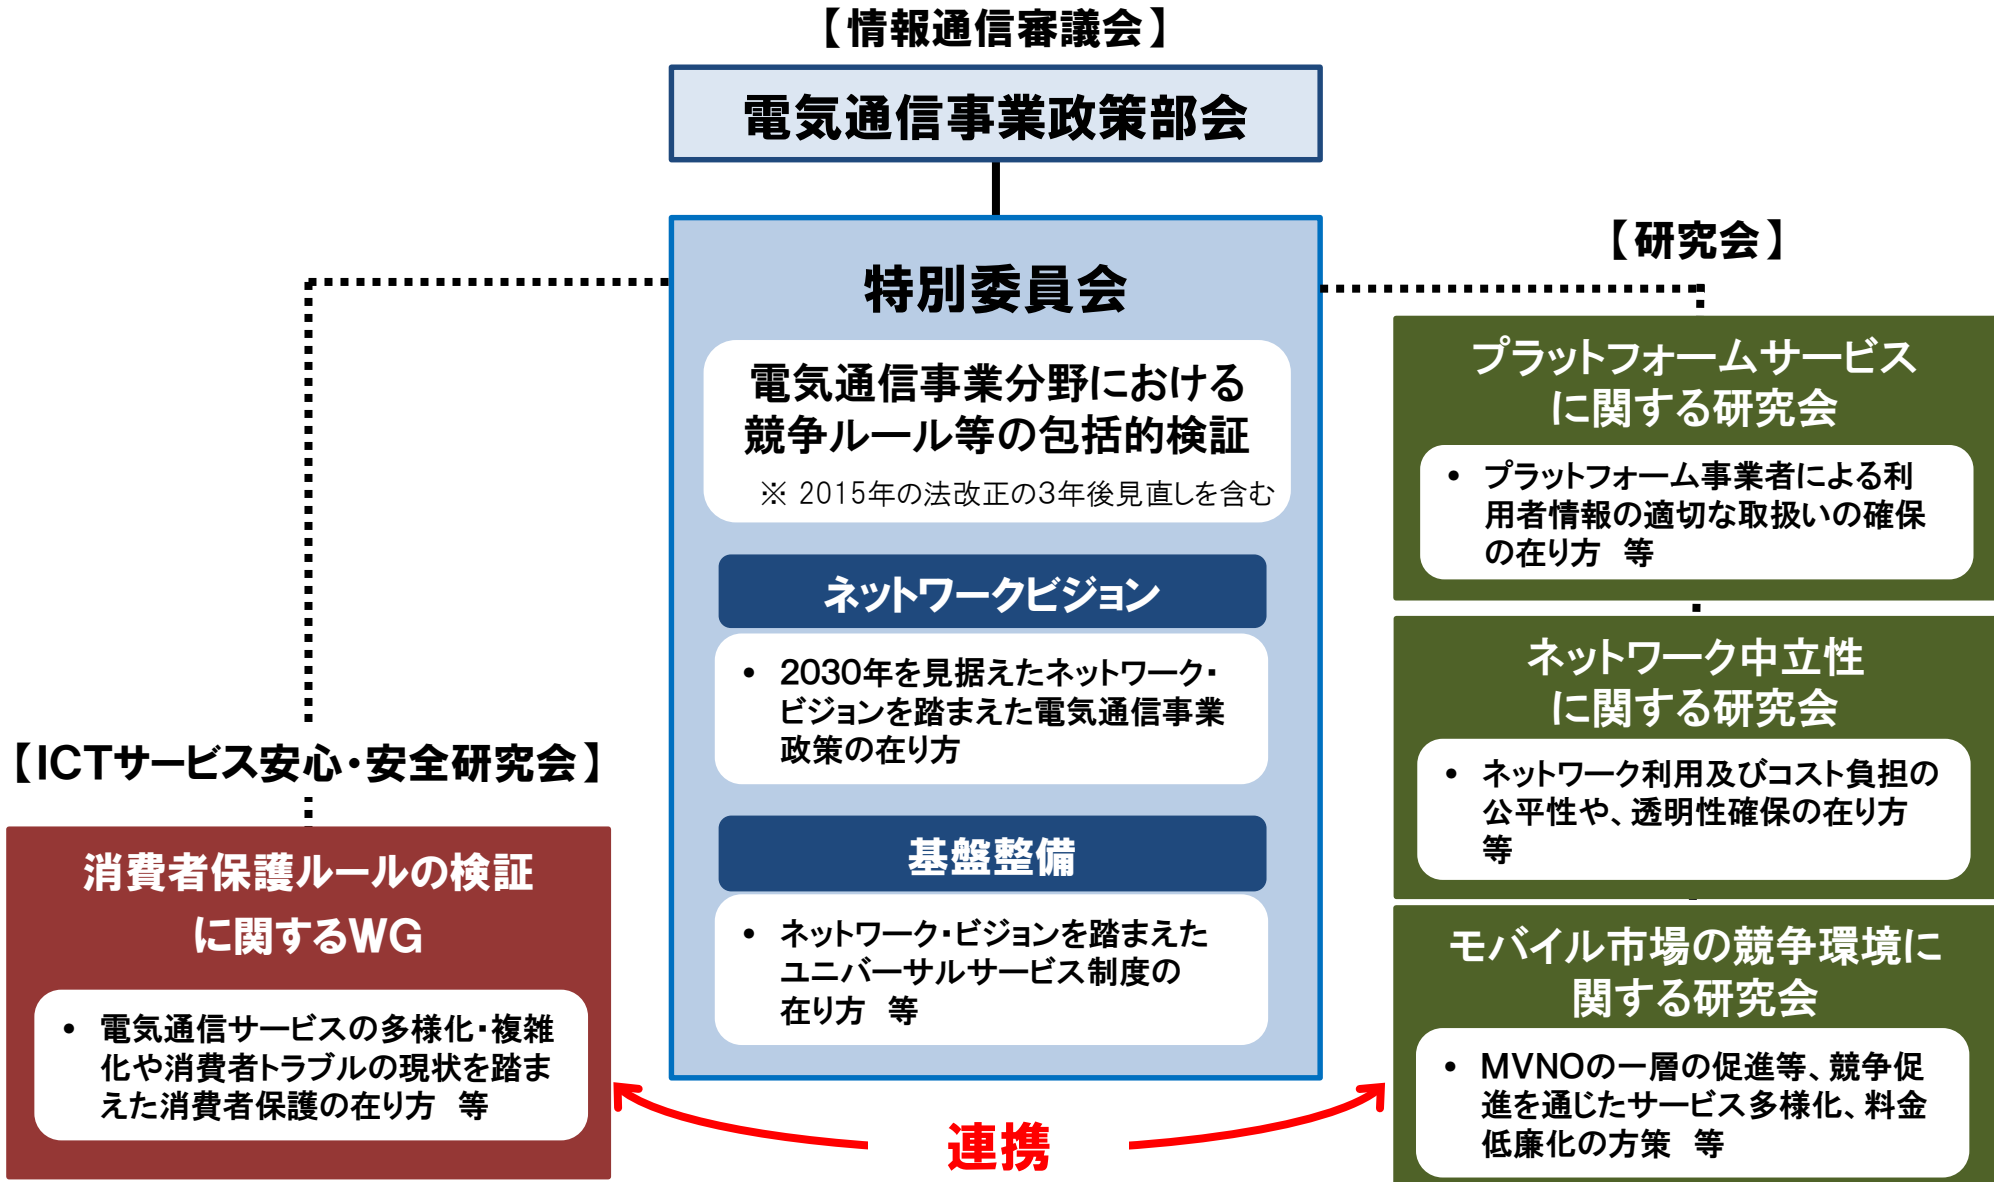 【情報通信審議会】
電気通信事業政策部会
特別委員会
電気通信事業分野における
競争ルール等の包括的検証
※ 2015年の法改正の3年後見直しを含む
ネットワークビジョン
• 2030年を見据えたネットワーク・
ビジョンを踏まえた電気通信事業
政策の在り方
基盤整備
• ネットワーク・ビジョンを踏まえた
ユニバーサルサービス制度の
在り方 等
【ICTサービス安心・安全研究会】
消費者保護ルールの検証
に関するWG
• 電気通信サービスの多様化・複雑
化や消費者トラブルの現状を踏ま
えた消費者保護の在り方 等
【研究会】
プラットフォームサービス
に関する研究会
• プラットフォーム事業者による利
用者情報の適切な取扱いの確保
の在り方 等
ネットワーク中立性
に関する研究会
• ネットワーク利用及びコスト負担の
公平性や、透明性確保の在り方
等
モバイル市場の競争環境に
関する研究会
• MVNOの一層の促進等、競争促
進を通じたサービス多様化、料金
低廉化の方策 等
連携